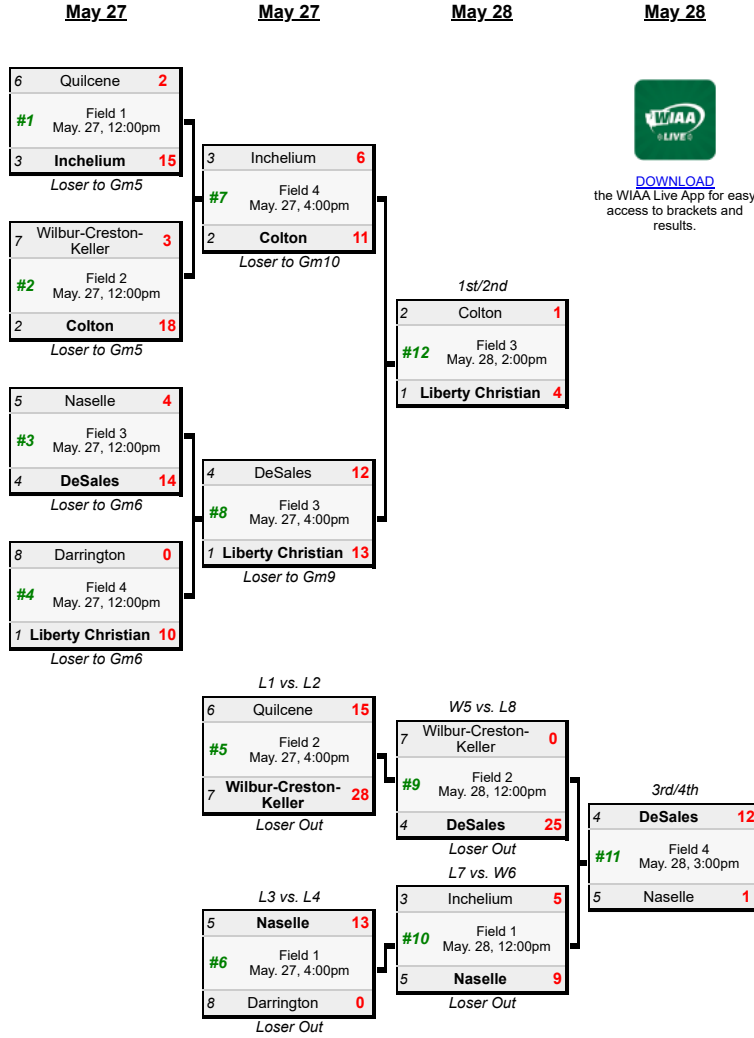 May 27
May 27
May 28
May 28
6 Quilcene 2
#1 Field 1
May. 27, 12:00pm
3 Inchelium 15
Loser to Gm5
7 Wilbur-Creston-
Keller 3
#2 Field 2
May. 27, 12:00pm
2 Colton 18
Loser to Gm5
5 Naselle 4
#3 Field 3
May. 27, 12:00pm
4 DeSales 14
Loser to Gm6
8 Darrington 0
#4 Field 4
May. 27, 12:00pm
1 Liberty Christian 10
Loser to Gm6
3 Inchelium 6
#7 Field 4
May. 27, 4:00pm
2 Colton 11
Loser to Gm10
4 DeSales 12
#8 Field 3
May. 27, 4:00pm
1 Liberty Christian 13
Loser to Gm9
1st/2nd
2 Colton 1
#12 Field 3
May. 28, 2:00pm
1 Liberty Christian 4
WIAA
LIVE
DOWNLOAD
the WIAA Live App for easy
access to brackets and
results.
L1 vs. L2
6 Quilcene 15
#5 Field 2
May. 27, 4:00pm
7 Wilbur-Creston-
Keller 28
Loser Out
L3 vs. L4
5 Naselle 13
#6 Field 1
May. 27, 4:00pm
8 Darrington 0
Loser Out
W5 vs. L8
7 Wilbur-Creston-
Keller 0
#9 Field 2
May. 28, 12:00pm
4 DeSales 25
Loser Out
L7 vs. W6
3 Inchelium 5
#10 Field 1
May. 28, 12:00pm
5 Naselle 9
Loser Out
3rd/4th
4 DeSales 12
#11 Field 4
May. 28, 3:00pm
5 Naselle 1